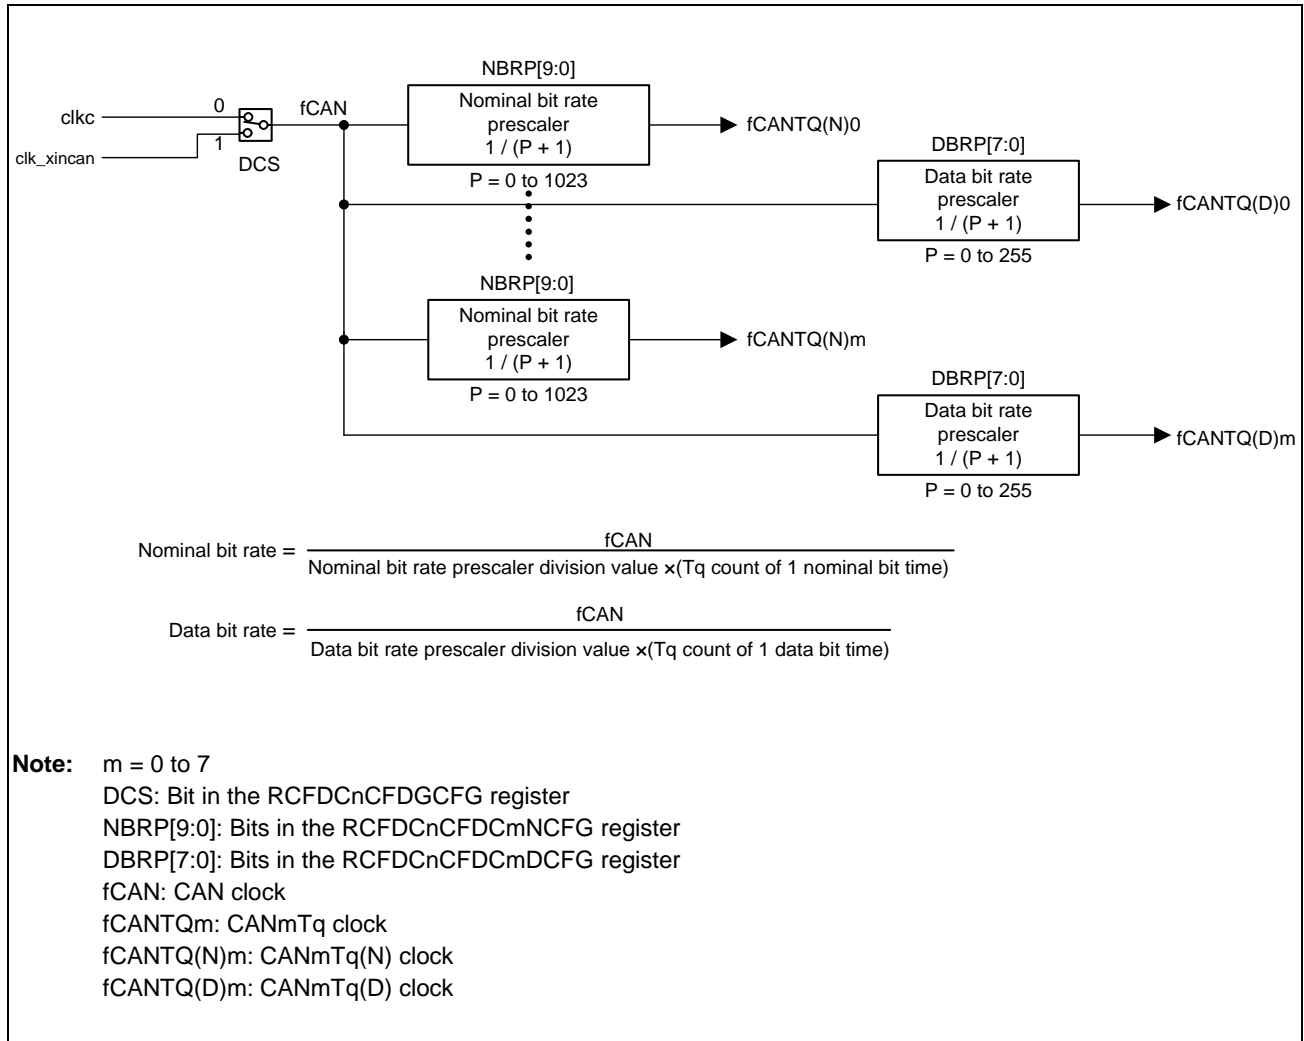 NBRP[9:0]
Nominal bit rate
prescaler
1 / (P + 1)
P = 0 to 1023
clkc
0
fCAN
clk_xincan
1
DCS
fCANTQ(N)0
DBRP[7:0]
Data bit rate
prescaler
1 / (P + 1)
P = 0 to 255
fCANTQ(D)0
NBRP[9:0]
Nominal bit rate
prescaler
1 / (P + 1)
P = 0 to 1023
fCANTQ(N)m
DBRP[7:0]
Data bit rate
prescaler
1 / (P + 1)
P = 0 to 255
fCANTQ(D)m
Nominal bit rate =
fCAN
Nominal bit rate prescaler division value ×(Tq count of 1 nominal bit time)
Data bit rate =
fCAN
Data bit rate prescaler division value ×(Tq count of 1 data bit time)
Note: m = 0 to 7
DCS: Bit in the RCFDCnCFDGCFG register
NBRP[9:0]: Bits in the RCFDCnCFDCmNCFG register
DBRP[7:0]: Bits in the RCFDCnCFDCmDCFG register
fCAN: CAN clock
fCANTQm: CANmTq clock
fCANTQ(N)m: CANmTq(N) clock
fCANTQ(D)m: CANmTq(D) clock